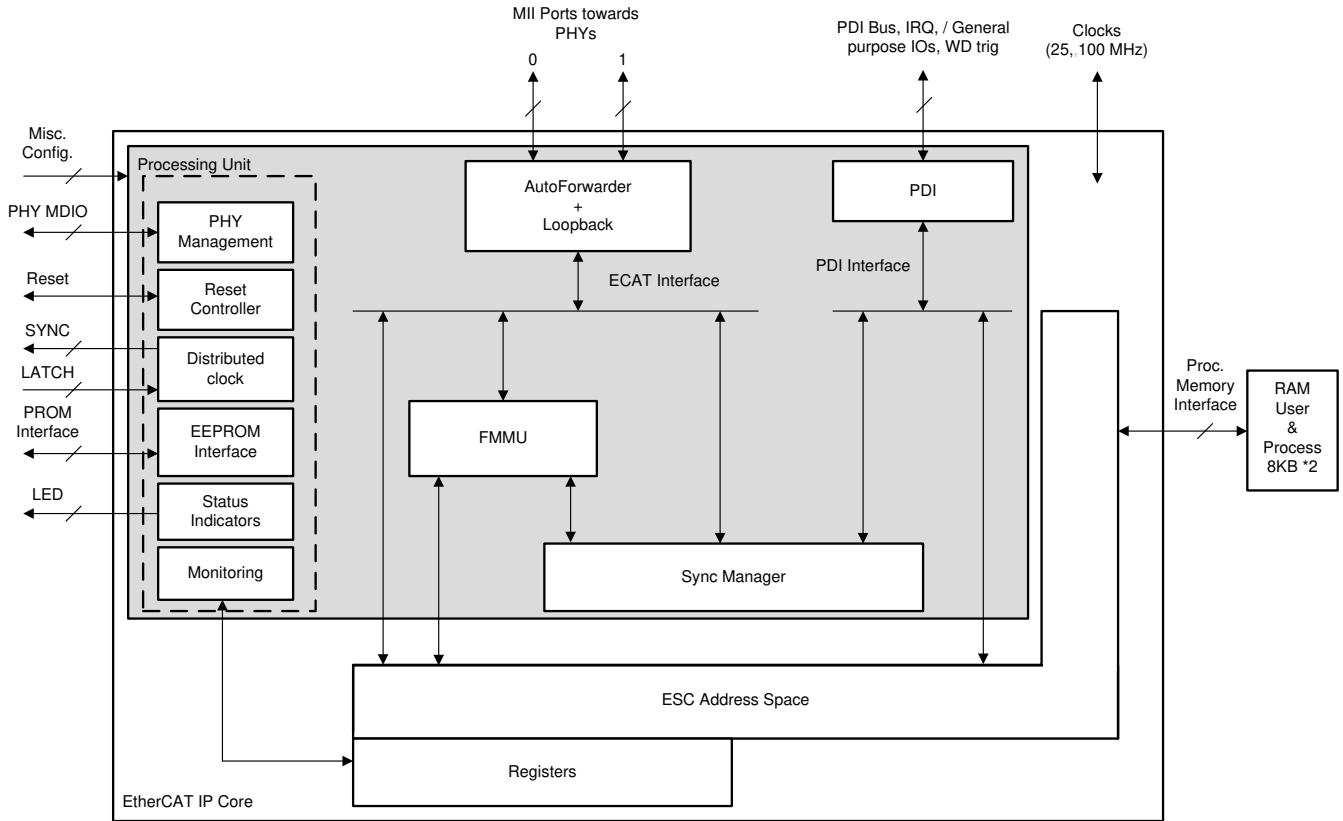 MII Ports towards
PHYs
0
1
PDI Bus, IRQ, / General
purpose IOs, WD trig
Clocks
(25,.100 MHz)
Misc.
Config.
PHY MDIO
Reset
SYNC
LATCH
PROM
Interface
LED
Processing Unit
PHY
Management
Reset
Controller
Distributed
clock
EEPROM
Interface
Status
Indicators
Monitoring
AutoForwarder
+
Loopback
ECAT Interface
PDI
PDI Interface
FMMU
Sync Manager
Proc.
Memory
Interface
RAM
User
&
Process
8KB *2
ESC Address Space
Registers
EtherCAT IP Core